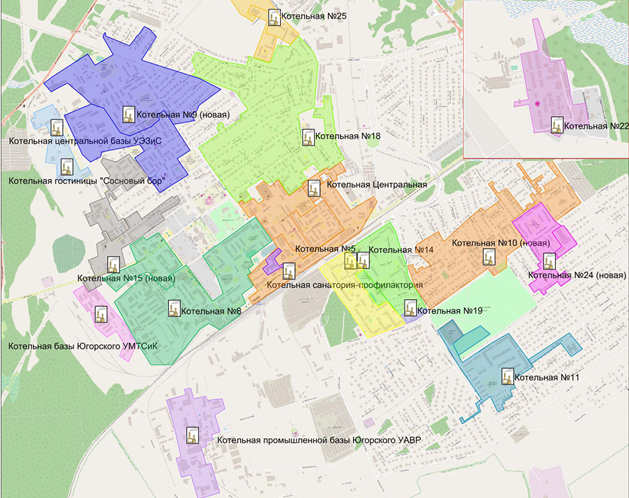 Котельная №25
Котельная №9 (новая)
Котельная №22
Котельная №18
Котельная центральной базы УЭЗиС
Котельная гостиницы "Сосновый бор"
Котельная Центральная
Котельная №5
Котельная №14
Котельная №10 (новая)
Котельная №15 (новая)
Котельная №24 (новая)
Котельная санатория-профилактория
Котельная №6
Котельная №19
Котельная базы Югорского УМТСиК
Котельная №11
Котельная промышленной базы Югорского УАВР